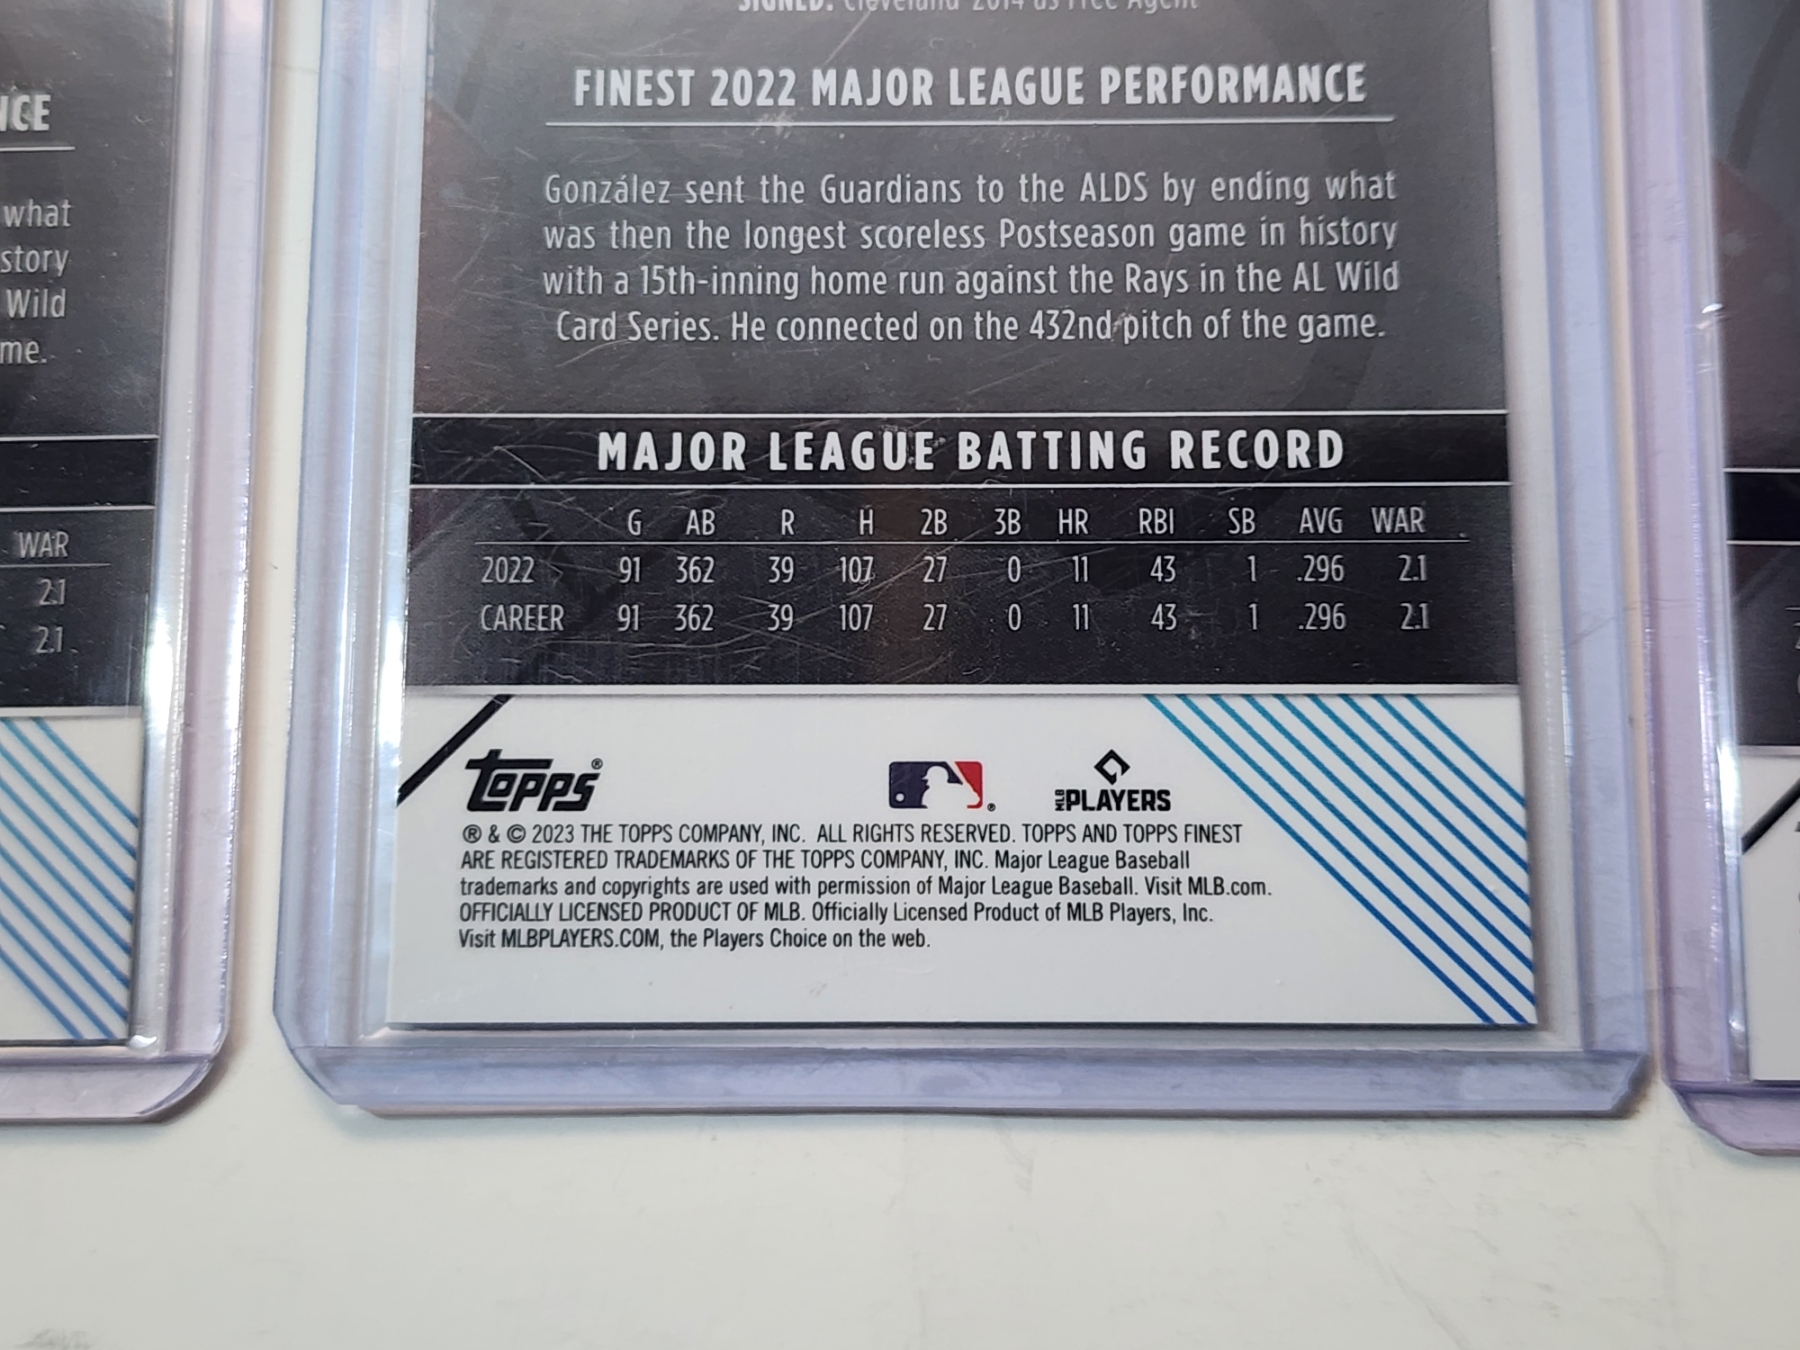 SIGNED: Cleveland 2014 as Free Agent
FINEST 2022 MAJOR LEAGUE PERFORMANCE
González sent the Guardians to the ALDS by ending what
was then the longest scoreless Postseason game in history
with a 15th-inning home run against the Rays in the AL Wild
Card Series. He connected on the 432nd pitch of the game.
MAJOR LEAGUE BATTING RECORD
G AB R H 2B 3B HR RBI SB AVG WAR
2022 91 362 39 107 27 0 11 43 1 .296 2.1
CAREER 91 362 39 107 27 0 11 43 1 .296 2.1
TOPPS®
® MLB PLAYERS
® & © 2023 THE TOPPS COMPANY, INC. ALL RIGHTS RESERVED. TOPPS AND TOPPS FINEST
ARE REGISTERED TRADEMARKS OF THE TOPPS COMPANY, INC. Major League Baseball
trademarks and copyrights are used with permission of Major League Baseball. Visit MLB.com.
OFFICIALLY LICENSED PRODUCT OF MLB. Officially Licensed Product of MLB Players, Inc.
Visit MLBPLAYERS.COM, the Players Choice on the web.
NCE
what
story
Wild
me.
WAR
2.1
2.1